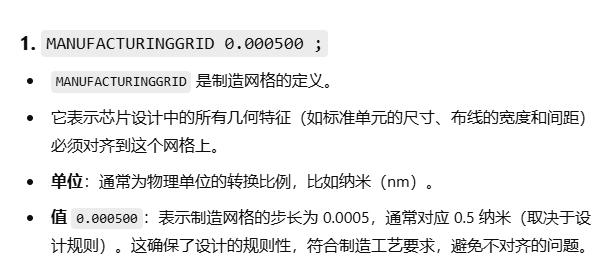 1. MANUFACTURINGGRID 0.000500 ;
• MANUFACTURINGGRID 是制造网格的定义。
• 它表示芯片设计中的所有几何特征（如标准单元的尺寸、布线的宽度和间距）
必须对齐到这个网格上。
• 单位：通常为物理单位的转换比例，比如纳米（nm）。
• 值 0.000500：表示制造网格的步长为 0.0005，通常对应 0.5 纳米（取决于设
计规则）。这确保了设计的规则性，符合制造工艺要求，避免不对齐的问题。